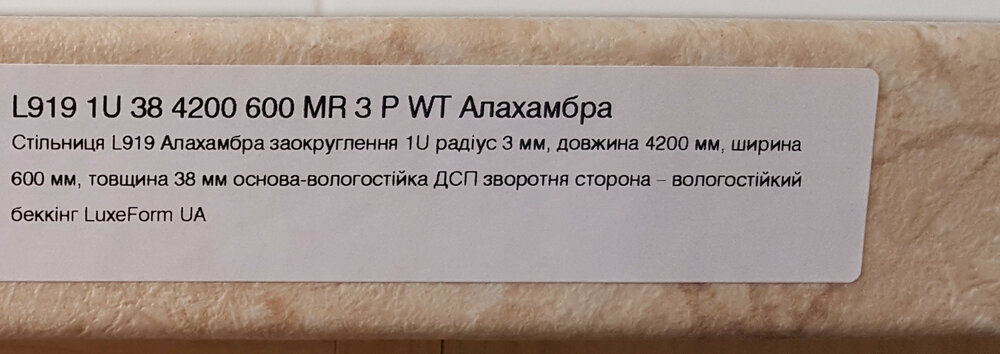 L919 1U 38 4200 600 MR 3 P WT Алахамбра
Стільниця L919 Алахамбра заокруглення 1U радіус 3 мм, довжина 4200 мм, ширина
600 мм, товщина 38 мм основа-вологостійка ДСП зворотня сторона – вологостійкий
беккінг LuxeForm UA